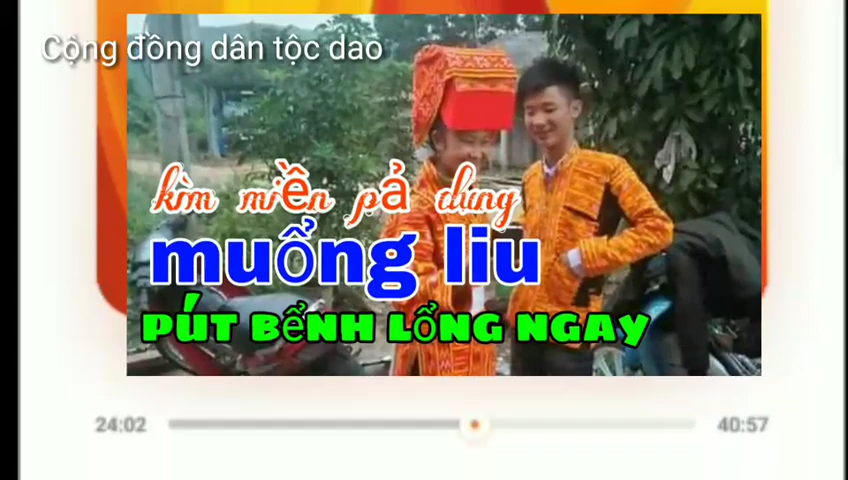 Cộng đồng dân tộc dao
kìm miền pả dung
muổng liu
PÚT BỂNH LỔNG NGAY
24:02 40:57